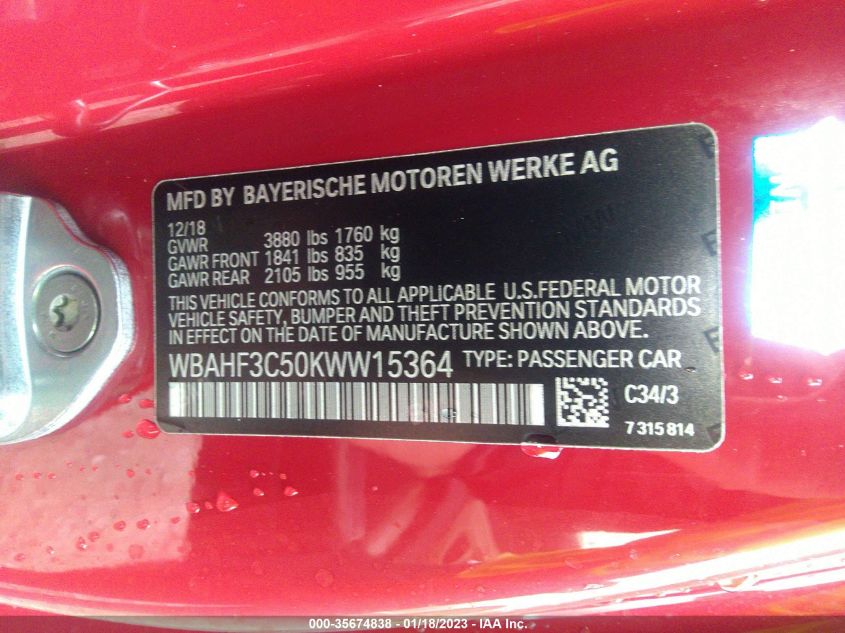 MFD BY BAYERISCHE MOTOREN WERKE AG
12/18
GVWR 3880 lbs 1760 kg
GAWR FRONT 1841 lbs 835 kg
GAWR REAR 2105 lbs 955 kg
THIS VEHICLE CONFORMS TO ALL APPLICABLE U.S.FEDERAL MOTOR
VEHICLE SAFETY, BUMPER AND THEFT PREVENTION STANDARDS
IN EFFECT ON THE DATE OF MANUFACTURE SHOWN ABOVE.
WBAHF3C50KWW15364 TYPE: PASSENGER CAR
C34/3
7 315 814
000-35674838 - 01/18/2023 - IAA Inc.